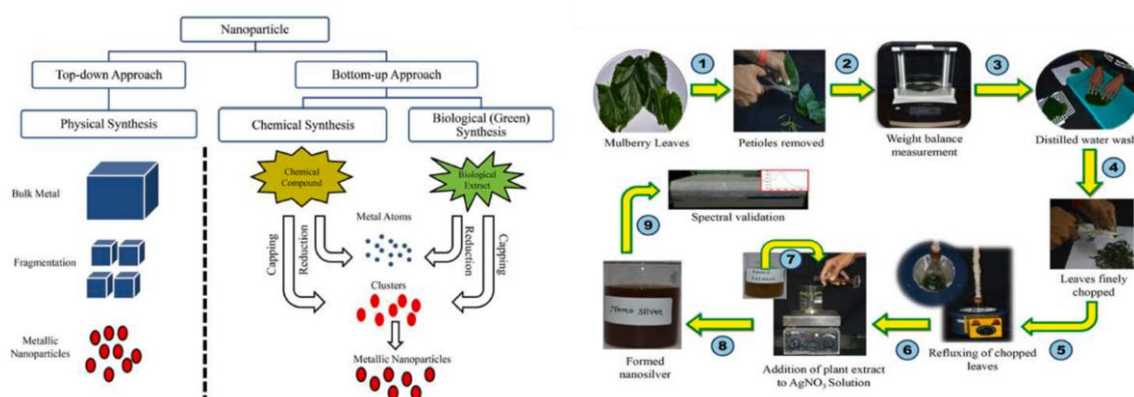 Nanoparticle
Top-down Approach
Bottom-up Approach
Physical Synthesis
Chemical Synthesis
Biological (Green)
Synthesis
Bulk Metal
Fragmentation
Metallic
Nanoparticles
Chemical
Compound
Biological
Extract
Metal Atoms
Capping
Reduction
Reduction
Capping
Clusters
Metallic Nanoparticles
1
2
3
Mulberry Leaves
Petioles removed
Weight balance
measurement
Distilled water wash
4
Leaves finely
chopped
5
Refluxing of chopped
leaves
6
7
Addition of plant extract
to AgNO3 Solution
8
Nano silver
Formed
nanosilver
9
Spectral validation